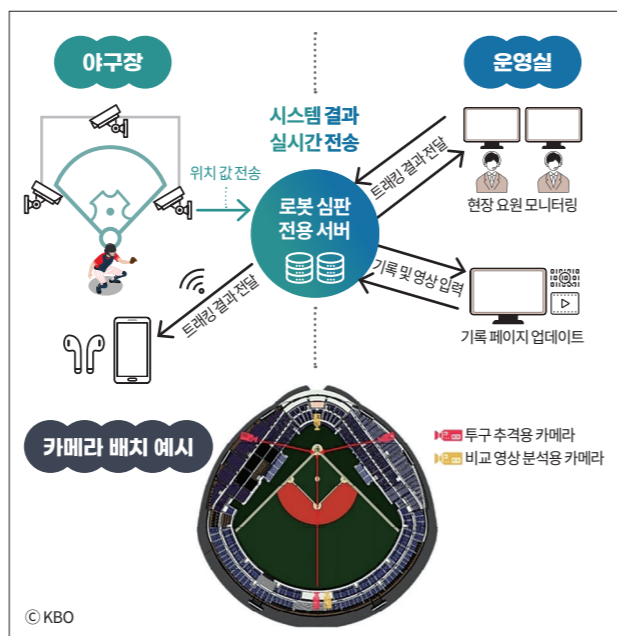 야구장
운영실
시스템 결과
실시간 전송
위치 값 전송
트래킹 결과 전달
현장 요원 모니터링
로봇 심판
전용 서버
트래킹 결과 전달
기록 및 영상 입력
기록 페이지 업데이트
카메라 배치 예시
투구 추격용 카메라
비교 영상 분석용 카메라
ⓒ KBO